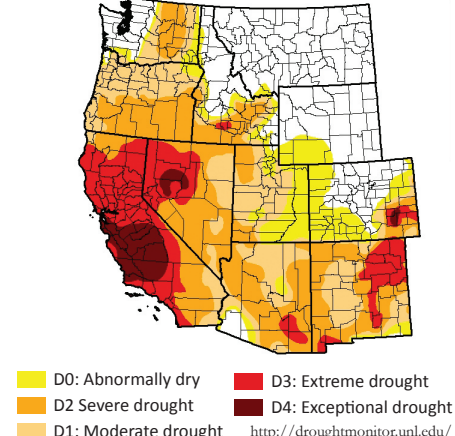 D0: Abnormally dry
D2 Severe drought
D1: Moderate drought
D3: Extreme drought
D4: Exceptional drought
http://droughtmonitor.unl.edu/